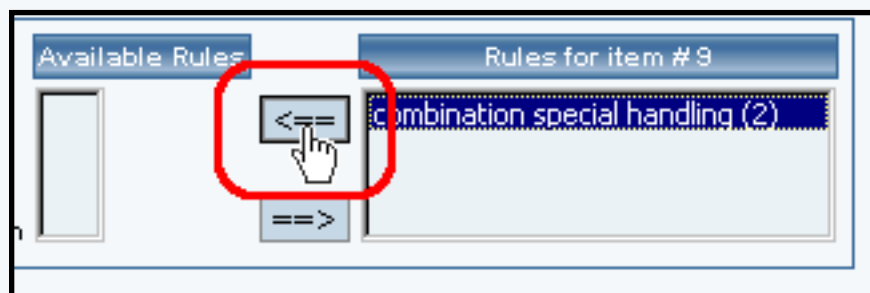 Available Rules
Rules for item # 9
<==
combination special handling (2)
==>
n